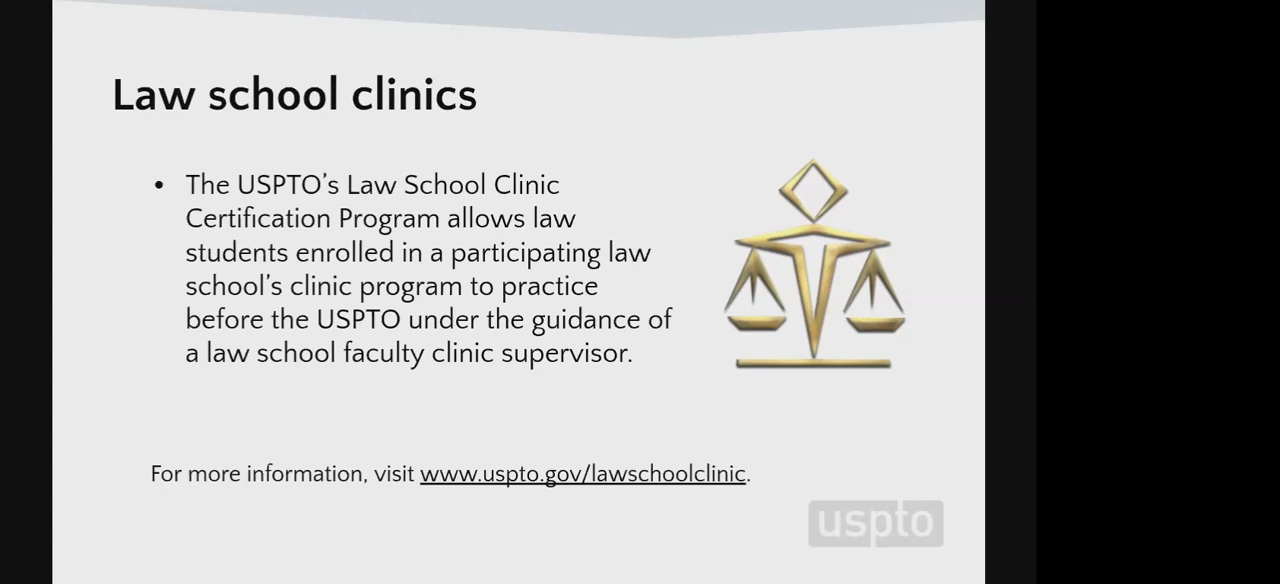 Law school clinics
• The USPTO’s Law School Clinic
Certification Program allows law
students enrolled in a participating law
school’s clinic program to practice
before the USPTO under the guidance of
a law school faculty clinic supervisor.
For more information, visit www.uspto.gov/lawschoolclinic.
uspto